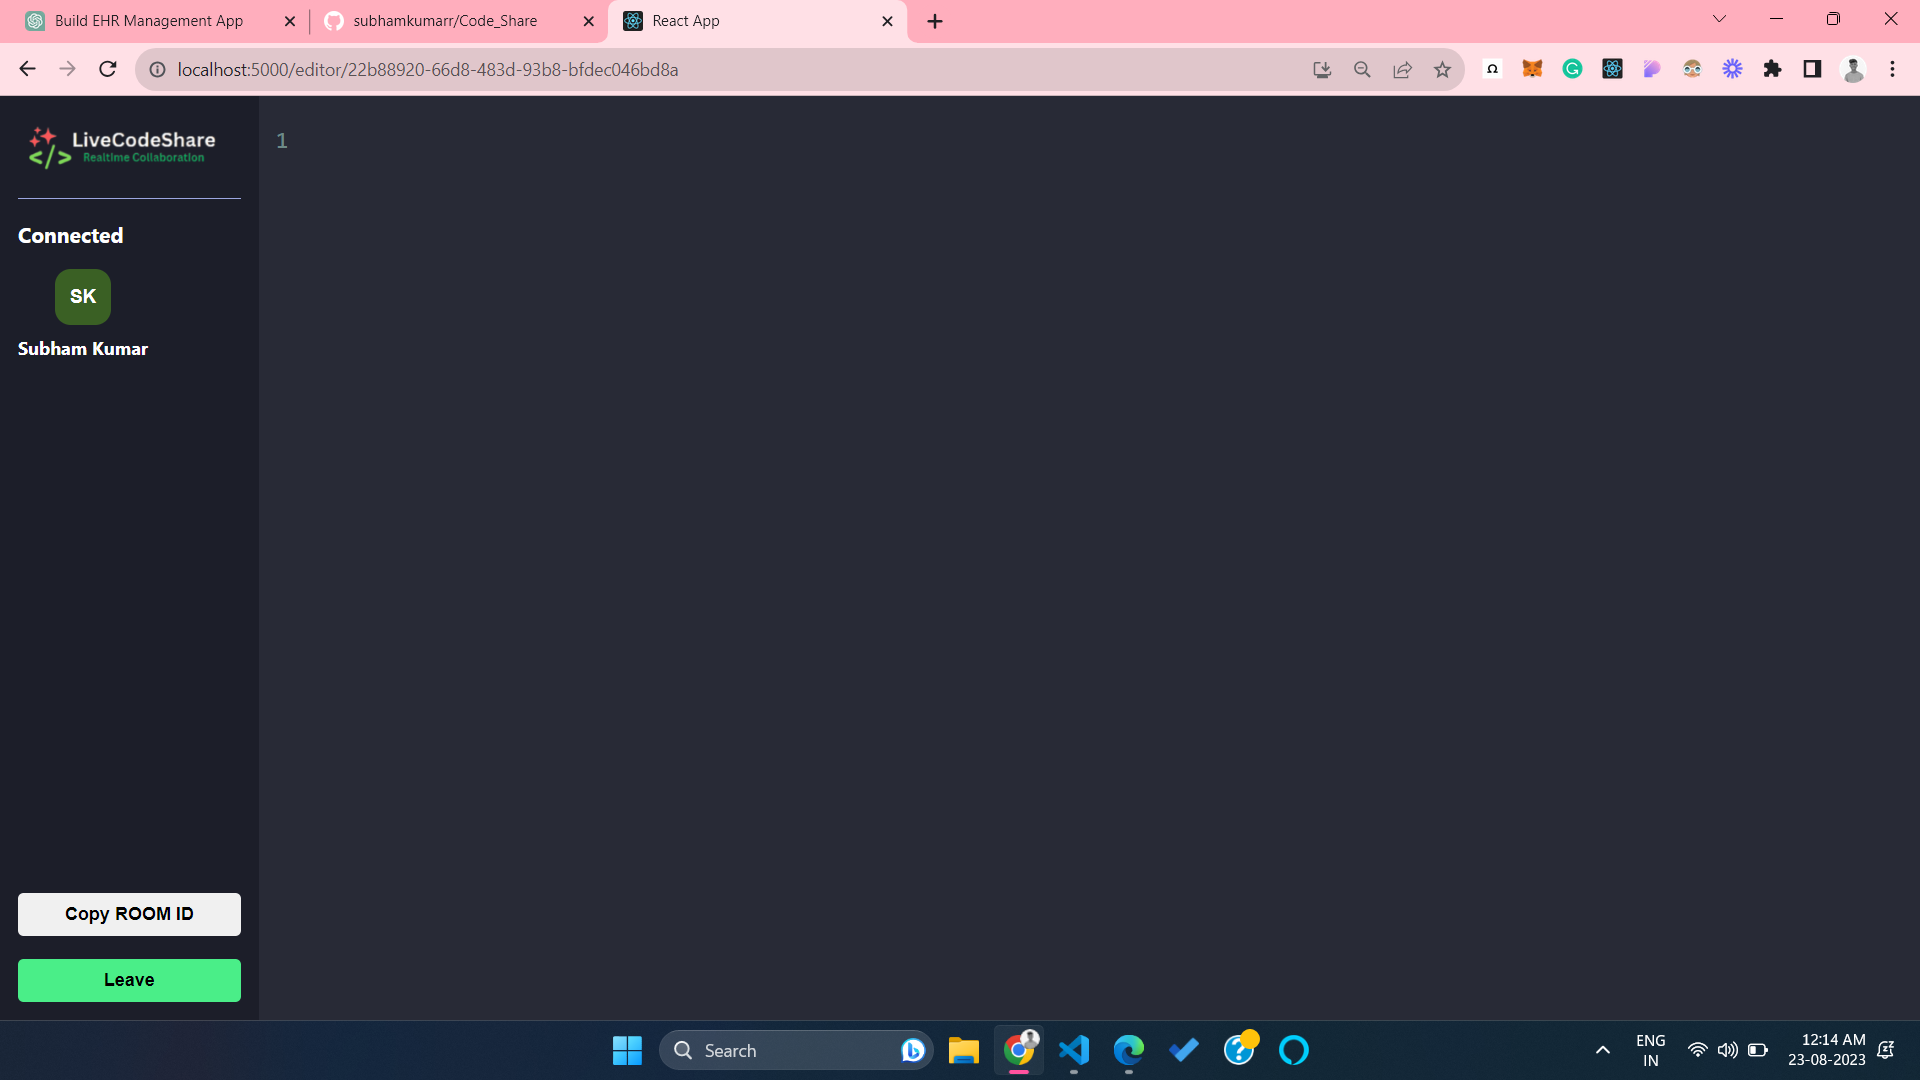 Build EHR Management App
subhamkumarr/Code_Share
React App
localhost:5000/editor/22b88920-66d8-483d-93b8-bfdec046bd8a
LiveCodeShare
Realtime Collaboration
1
Connected
SK
Subham Kumar
Copy ROOM ID
Leave
Search
ENG
IN
12:14 AM
23-08-2023